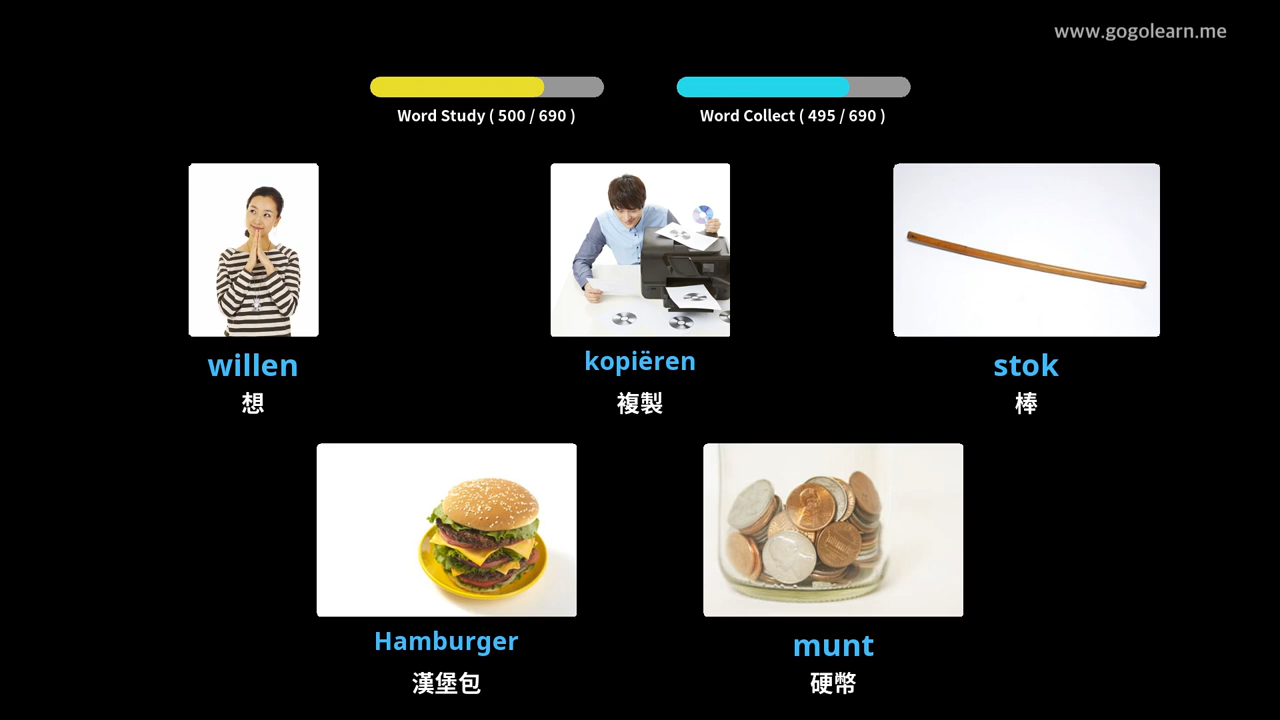 www.gogolearn.me
Word Study ( 500 / 690 )
Word Collect ( 495 / 690 )
willen
想
kopiëren
複製
stok
棒
Hamburger
漢堡包
munt
硬幣